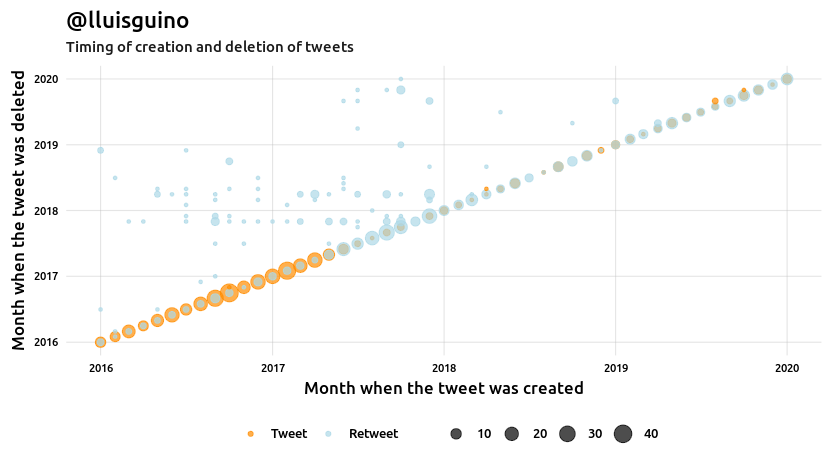 @lluisguino
Timing of creation and deletion of tweets
Month when the tweet was deleted
2020
2019
2018
2017
2016
2016 2017 2018 2019 2020
Month when the tweet was created
Tweet Retweet 10 20 30 40